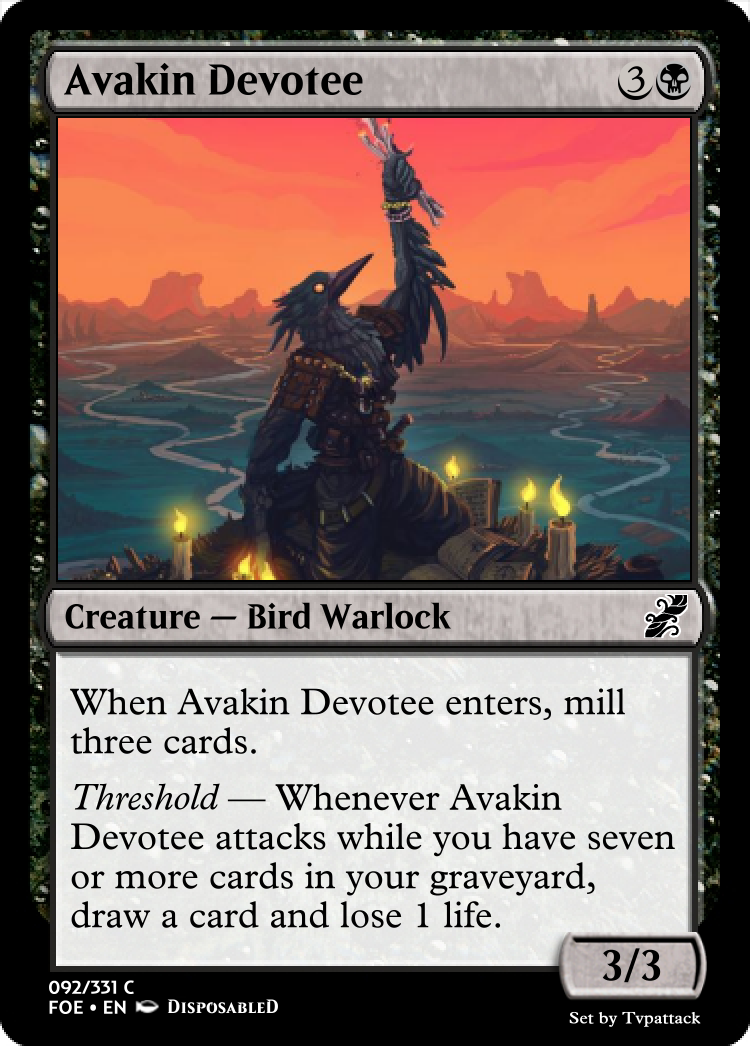 Avakin Devotee
3
Creature — Bird Warlock
When Avakin Devotee enters, mill
three cards.
Threshold — Whenever Avakin
Devotee attacks while you have seven
or more cards in your graveyard,
draw a card and lose 1 life.
3/3
092/331 C
FOE • EN DISPOSABLED
Set by Tvpattack